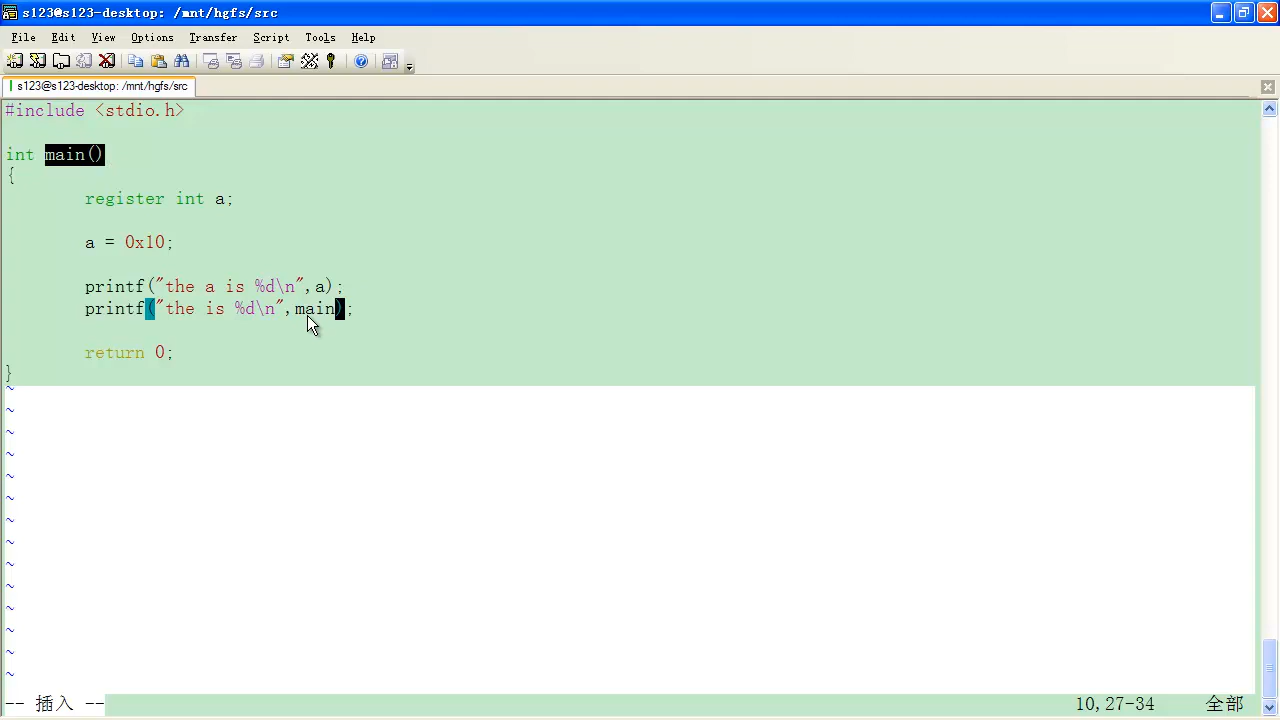 s123@s123-desktop: /mnt/hgfs/src
File Edit View Options Transfer Script Tools Help
s123@s123-desktop: /mnt/hgfs/src
#include <stdio.h>
int main()
{
register int a;
a = 0x10;
printf("the a is %d\n",a);
printf("the is %d\n",main);
return 0;
}
~
~
~
~
~
~
~
~
~
~
~
~
~
~
-- 插入 -- 10,27-34 全部